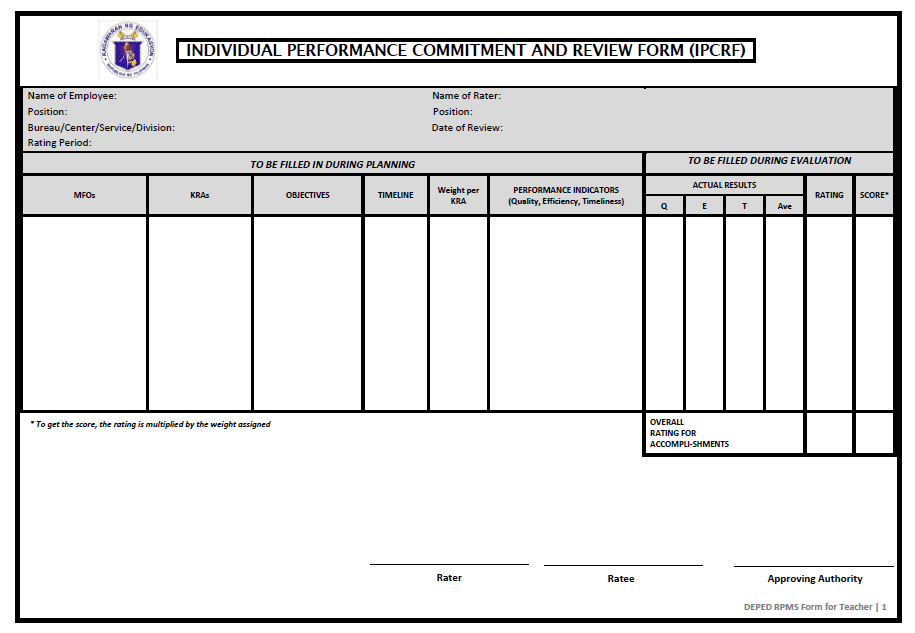 KAGAWARAN NG EDUKASYON
REPUBLIKA NG PILIPINAS
INDIVIDUAL PERFORMANCE COMMITMENT AND REVIEW FORM (IPCRF)
Name of Employee:
Name of Rater:
Position:
Position:
Bureau/Center/Service/Division:
Date of Review:
Rating Period:
TO BE FILLED IN DURING PLANNING
TO BE FILLED DURING EVALUATION
MFOs
KRAs
OBJECTIVES
TIMELINE
Weight per
KRA
PERFORMANCE INDICATORS
(Quality, Efficiency, Timeliness)
ACTUAL RESULTS
Q
E
T
Ave
RATING
SCORE*
* To get the score, the rating is multiplied by the weight assigned
OVERALL
RATING FOR
ACCOMPLI-SHMENTS
Rater
Ratee
Approving Authority
DEPED RPMS Form for Teacher | 1